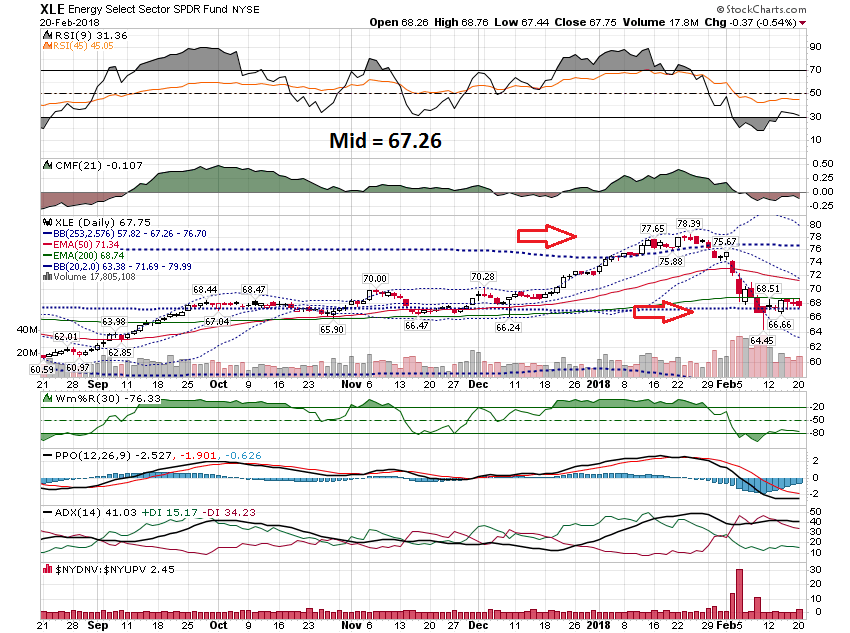 XLE Energy Select Sector SPDR Fund NYSE © StockCharts.com
20-Feb-2018 Open 68.26 High 68.76 Low 67.44 Close 67.75 Volume 17.8M Chg -0.37 (-0.54%)
RSI(9) 31.36
RSI(45) 45.05
90
70
50
30
10
Mid = 67.26
CMF(21) -0.107
0.50
0.25
0.00
-0.25
XLE (Daily) 67.75
BB(253,2.576) 57.82 - 67.26 - 76.70
EMA(50) 71.34
EMA(200) 68.74
BB(20,2.0) 63.38 - 71.69 - 79.99
Volume 17,805,108
80
78
76
74
72
70
68
66
64
62
60
40M
20M
77.65 78.39
75.67
75.88
70.00 70.28
68.44 68.47 68.51
67.04
63.98 65.90 66.47 66.24 66.66
62.01 64.45
62.85
60.59 60.97
21 28 Sep 11 18 25 Oct 9 16 23 Nov 6 13 20 27 Dec 11 18 26 2018 8 16 22 29 Feb 5 12 20
Wm%R(30) -76.33
-20
-50
-80
PPO(12,26,9) -2.527, -1.901, -0.626
2
0
-2
ADX(14) 41.03 +DI 15.17 -DI 34.23
50
40
30
20
10
$NYDNV:$NYUPV 2.45
30
20
10
0
21 28 Sep 11 18 25 Oct 9 16 23 Nov 6 13 20 27 Dec 11 18 26 2018 8 16 22 29 Feb 5 12 20